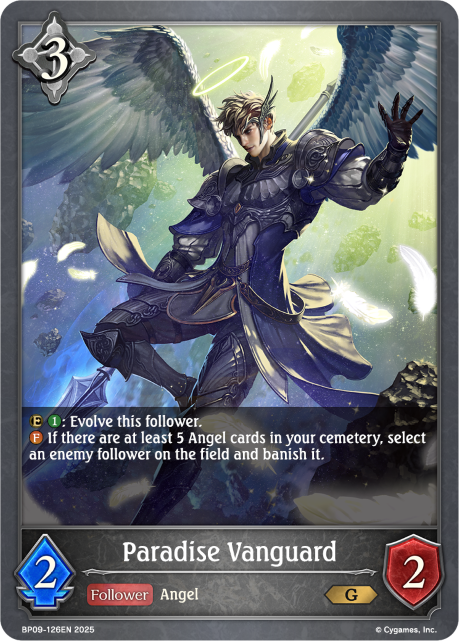 3
E 1: Evolve this follower.
F If there are at least 5 Angel cards in your cemetery, select
an enemy follower on the field and banish it.
Paradise Vanguard
2 Follower Angel G 2
BP09-126EN 2025 © Cygames, Inc.